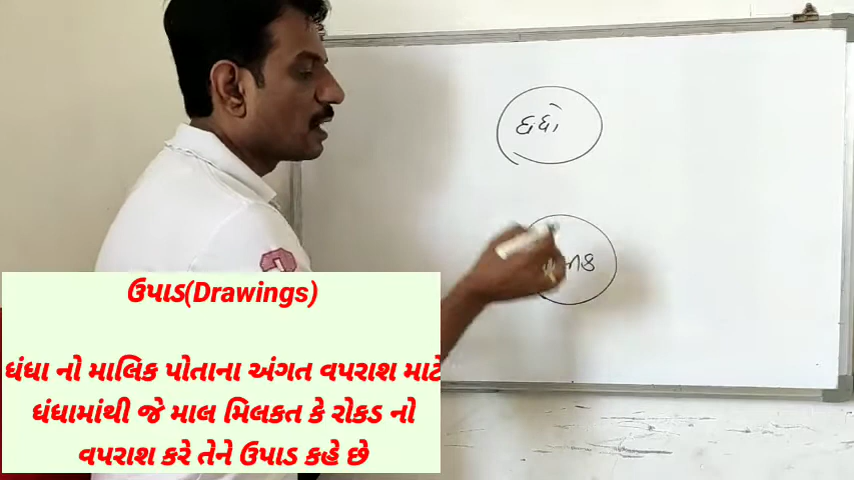 ધંધો
ઉપાડ(Drawings)
ધંધા નો માલિક પોતાના અંગત વપરાશ માટે
ધંધામાંથી જે માલ મિલકત કે રોકડ નો
વપરાશ કરે તેને ઉપાડ કહે છે